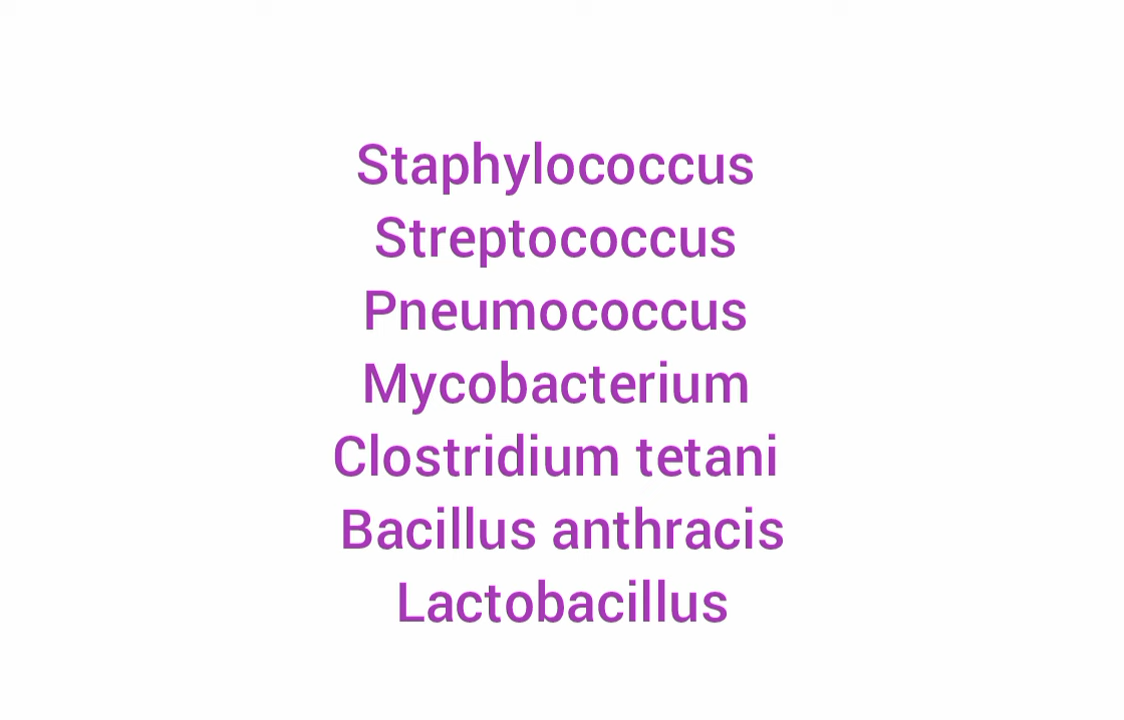 Staphylococcus
Streptococcus
Pneumococcus
Mycobacterium
Clostridium tetani
Bacillus anthracis
Lactobacillus